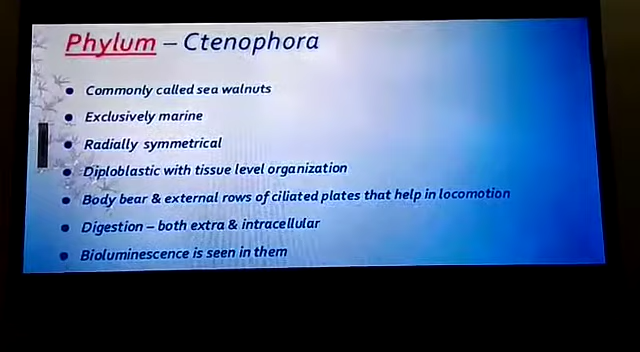 Phylum – Ctenophora
• Commonly called sea walnuts
• Exclusively marine
• Radially symmetrical
• Diploblastic with tissue level organization
• Body bear & external rows of ciliated plates that help in locomotion
• Digestion – both extra & intracellular
• Bioluminescence is seen in them